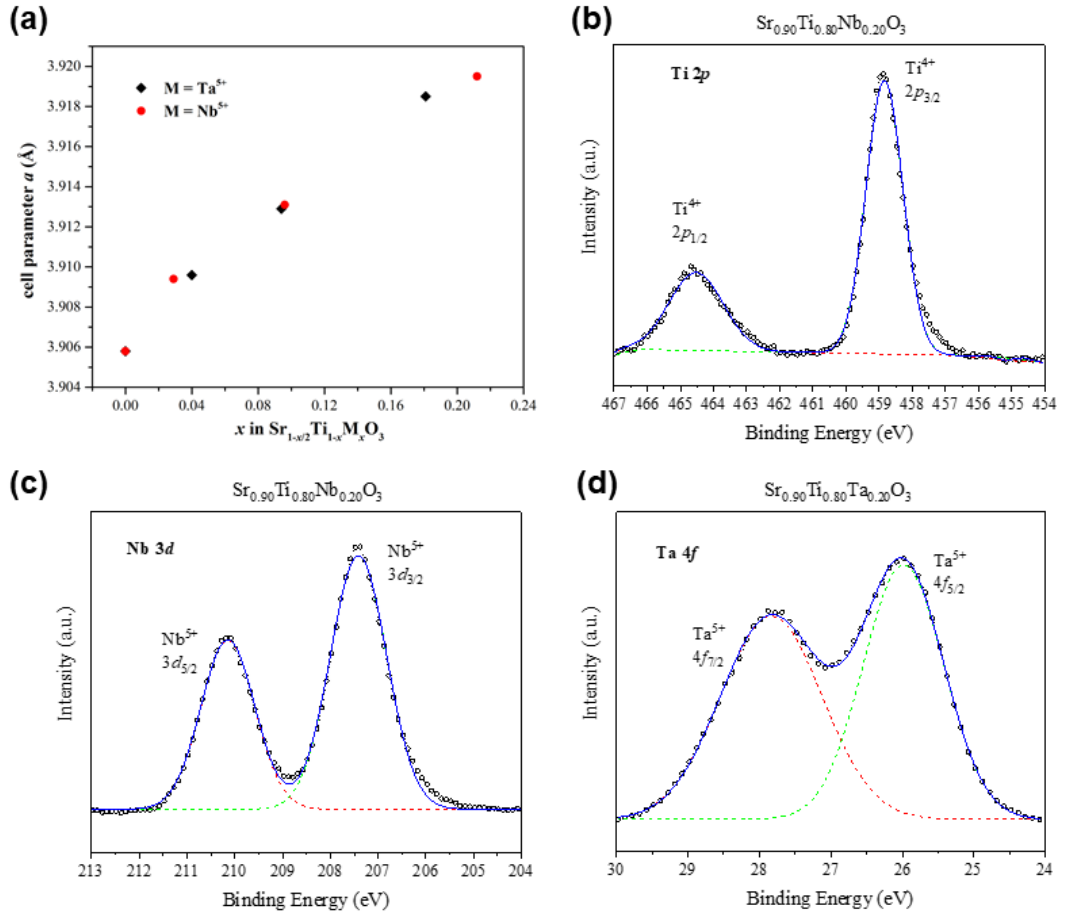 (a)
3.920
3.918
3.916
3.914
3.912
3.910
3.908
3.906
3.904
cell parameter a (Å)
M = Ta⁵⁺
M = Nb⁵⁺
0.00 0.04 0.08 0.12 0.16 0.20 0.24
x in Sr₁₋ₓ/₂Ti₁₋ₓMₓO₃
(b)
Sr₀.₉₀Ti₀.₈₀Nb₀.₂₀O₃
Ti 2p
Ti⁴⁺
2p₃/₂
Ti⁴⁺
2p₁/₂
Intensity (a.u.)
467 466 465 464 463 462 461 460 459 458 457 456 455 454
Binding Energy (eV)
(c)
Sr₀.₉₀Ti₀.₈₀Nb₀.₂₀O₃
Nb 3d
Nb⁵⁺
3d₃/₂
Nb⁵⁺
3d₅/₂
Intensity (a.u.)
213 212 211 210 209 208 207 206 205 204
Binding Energy (eV)
(d)
Sr₀.₉₀Ti₀.₈₀Ta₀.₂₀O₃
Ta 4f
Ta⁵⁺
4f₅/₂
Ta⁵⁺
4f₇/₂
Intensity (a.u.)
30 29 28 27 26 25 24
Binding Energy (eV)